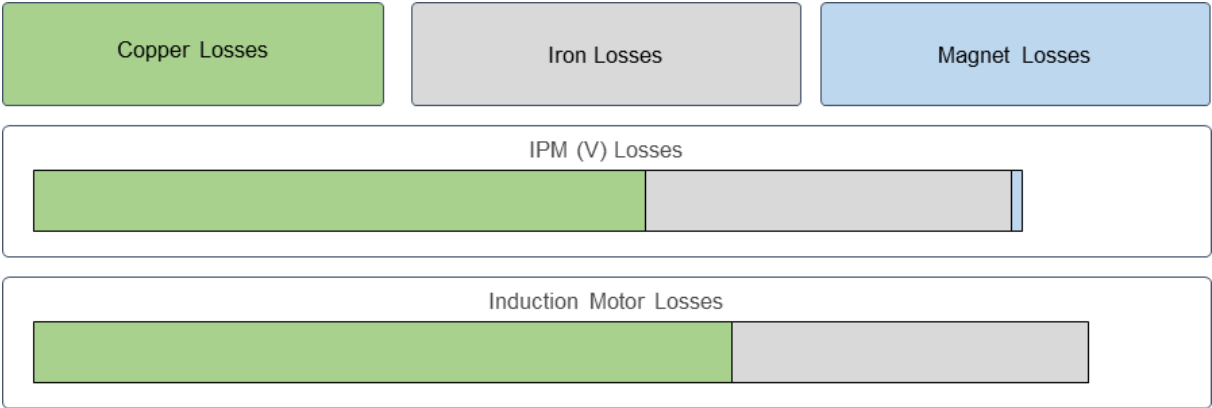 Copper Losses
Iron Losses
Magnet Losses
IPM (V) Losses
Induction Motor Losses